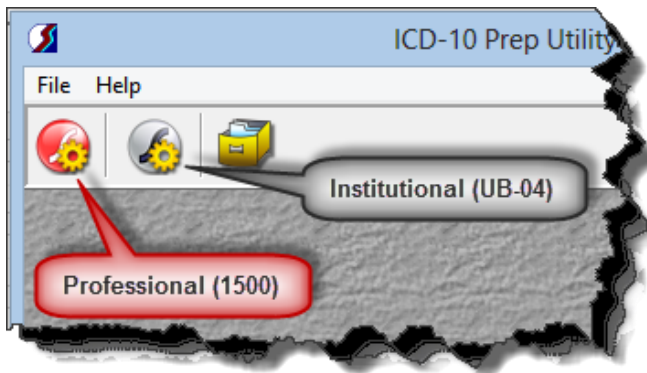 ICD-10 Prep Utility
File Help
Institutional (UB-04)
Professional (1500)